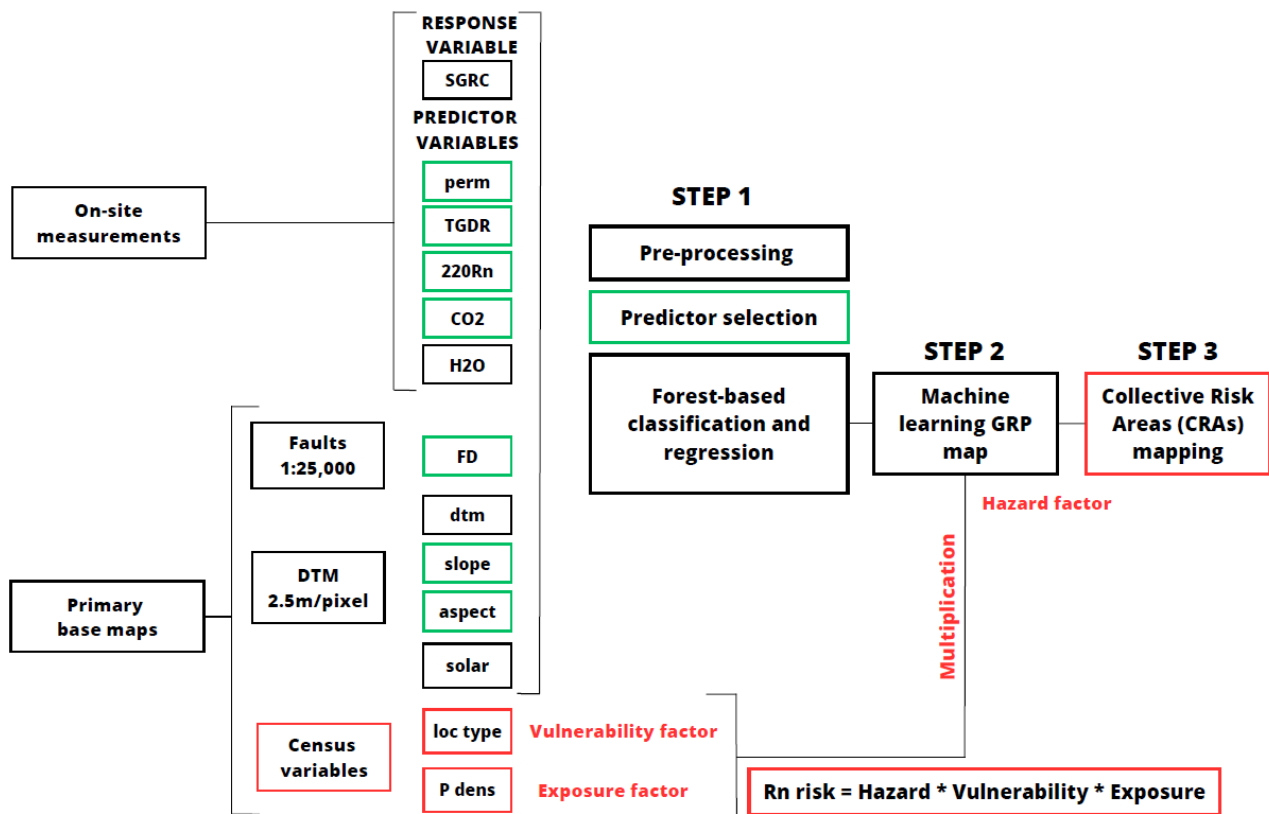 RESPONSE
VARIABLE
SGRC
PREDICTOR
VARIABLES
perm
TGDR
220Rn
CO2
H2O
On-site
measurements
Faults
1:25,000
FD
dtm
DTM
2.5m/pixel
slope
aspect
solar
Primary
base maps
Census
variables
loc type
Vulnerability factor
P dens
Exposure factor
STEP 1
Pre-processing
Predictor selection
Forest-based
classification and
regression
STEP 2
Machine
learning GRP
map
STEP 3
Collective Risk
Areas (CRAs)
mapping
Hazard factor
Multiplication
Rn risk = Hazard * Vulnerability * Exposure